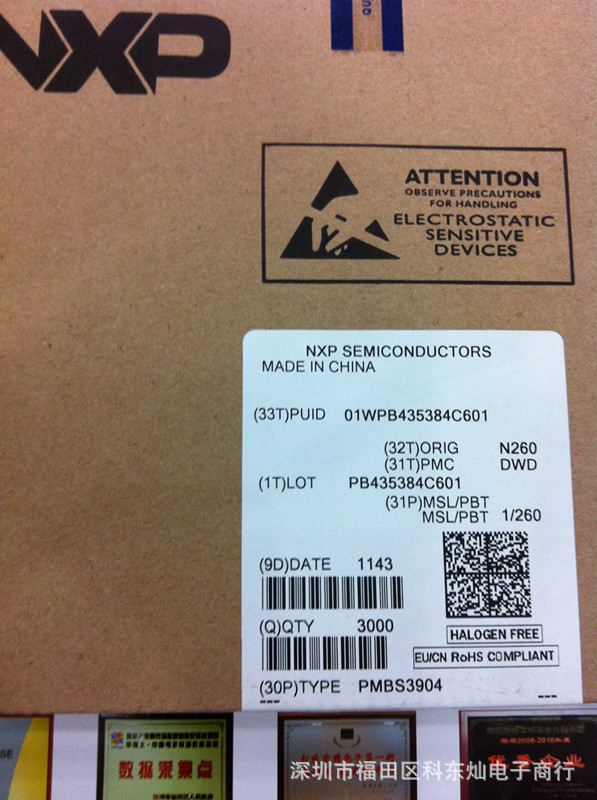 NXP
QU
ATTENTION
OBSERVE PRECAUTIONS
FOR HANDLING
ELECTROSTATIC
SENSITIVE
DEVICES
NXP SEMICONDUCTORS
MADE IN CHINA
(33T)PUID 01WPB435384C601
(32T)ORIG N260
(31T)PMC DWD
(1T)LOT PB435384C601
(31P)MSL/PBT
MSL/PBT 1/260
(9D)DATE 1143
(Q)QTY 3000
HALOGEN FREE
EU/CN RoHS COMPLIANT
(30P)TYPE PMBS3904
SE
数据采集点
深圳市福田区科东灿电子商行